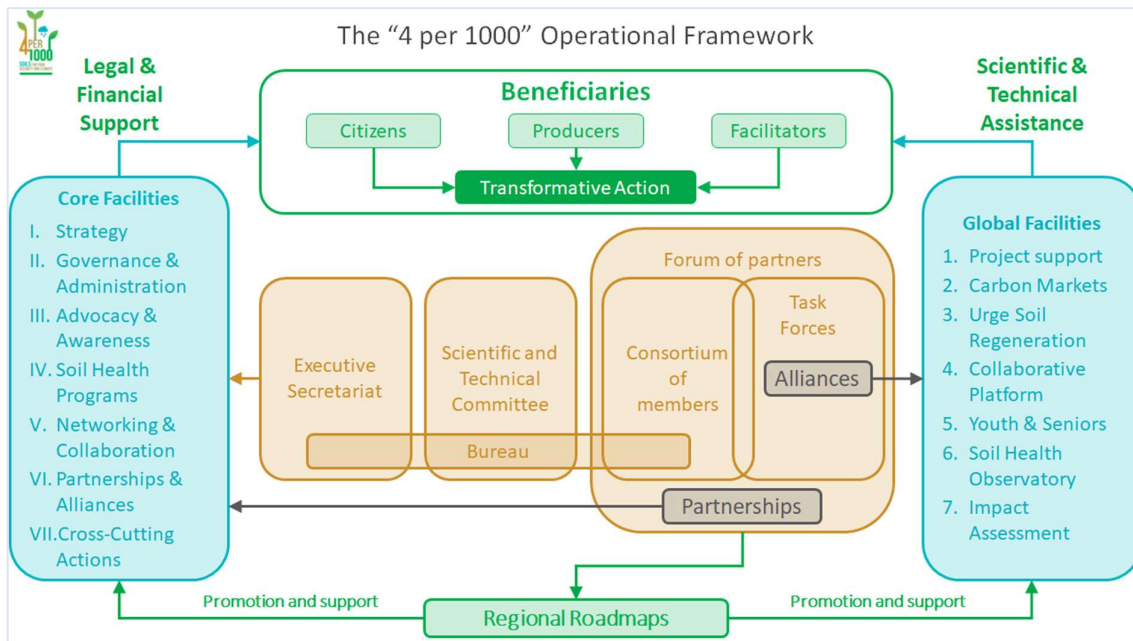 The “4 per 1000” Operational Framework
4 PER
1000
Legal &
Financial
Support
Scientific &
Technical
Assistance
Beneficiaries
Citizens
Producers
Facilitators
Transformative Action
Core Facilities
I. Strategy
II. Governance &
Administration
III. Advocacy &
Awareness
IV. Soil Health
Programs
V. Networking &
Collaboration
VI. Partnerships &
Alliances
VII.Cross-Cutting
Actions
Executive
Secretariat
Scientific and
Technical
Committee
Bureau
Forum of partners
Consortium
of
members
Task
Forces
Alliances
Partnerships
Global Facilities
1. Project support
2. Carbon Markets
3. Urge Soil
Regeneration
4. Collaborative
Platform
5. Youth & Seniors
6. Soil Health
Observatory
7. Impact
Assessment
Promotion and support
Regional Roadmaps
Promotion and support